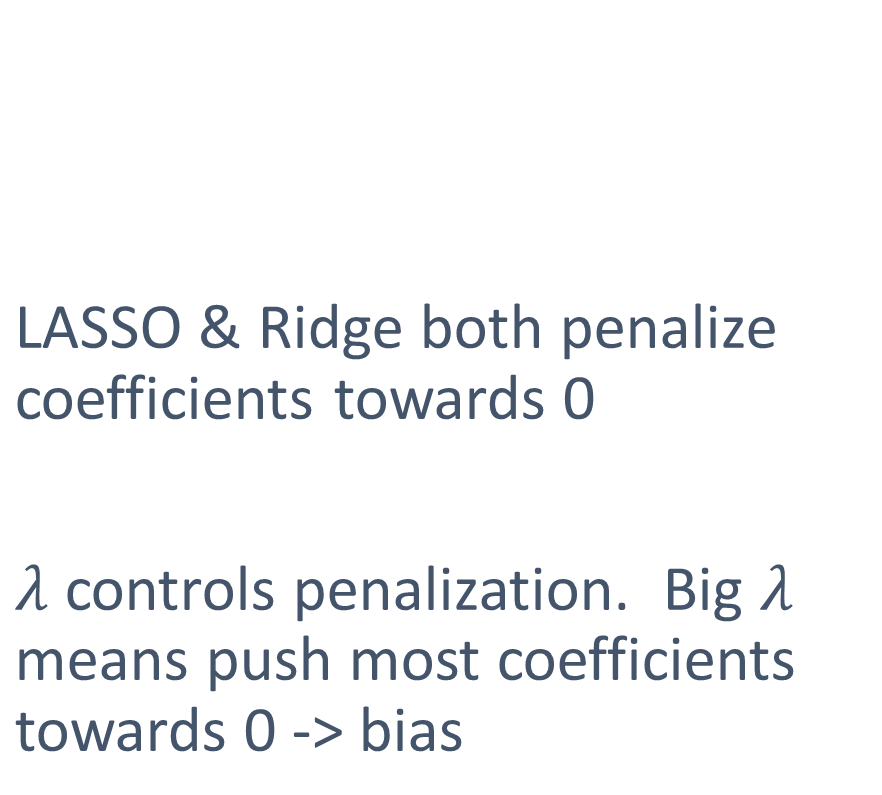 LASSO & Ridge both penalize
coefficients towards 0
𝜆 controls penalization.  Big 𝜆
means push most coefficients
towards 0 -> bias